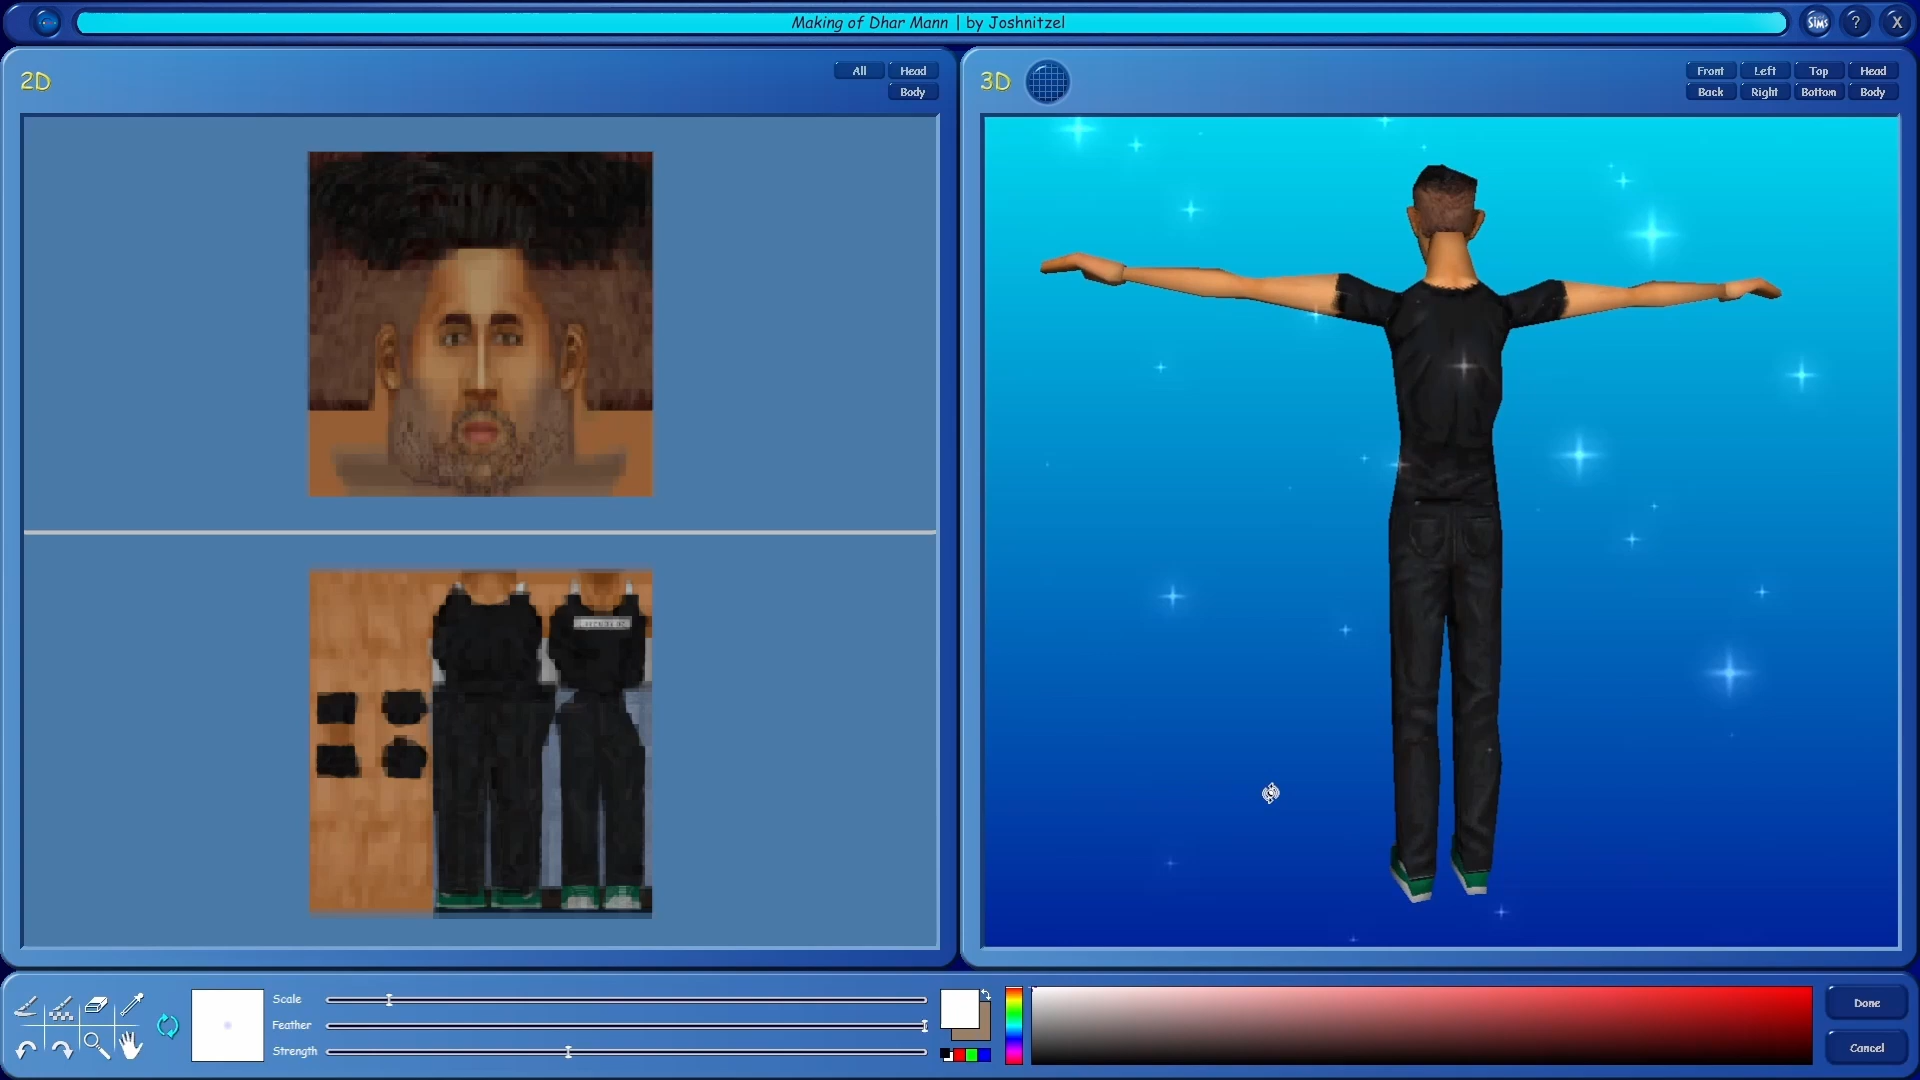 Making of Dhar Mann | by Joshnitzel
SiMS
?
X
2D
All
Head
Body
3D
Front
Left
Top
Head
Back
Right
Bottom
Body
Scale
Feather
Strength
Done
Cancel